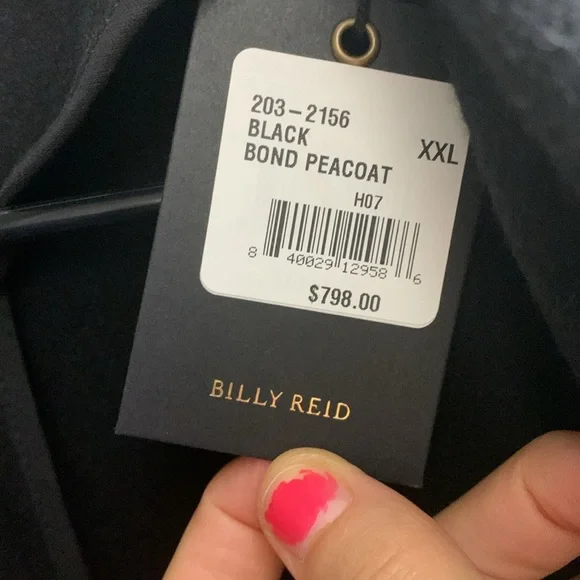 203-2156
BLACK
XXL
BOND PEACOAT
H07
8 40029 12958 6
$798.00
BILLY REID